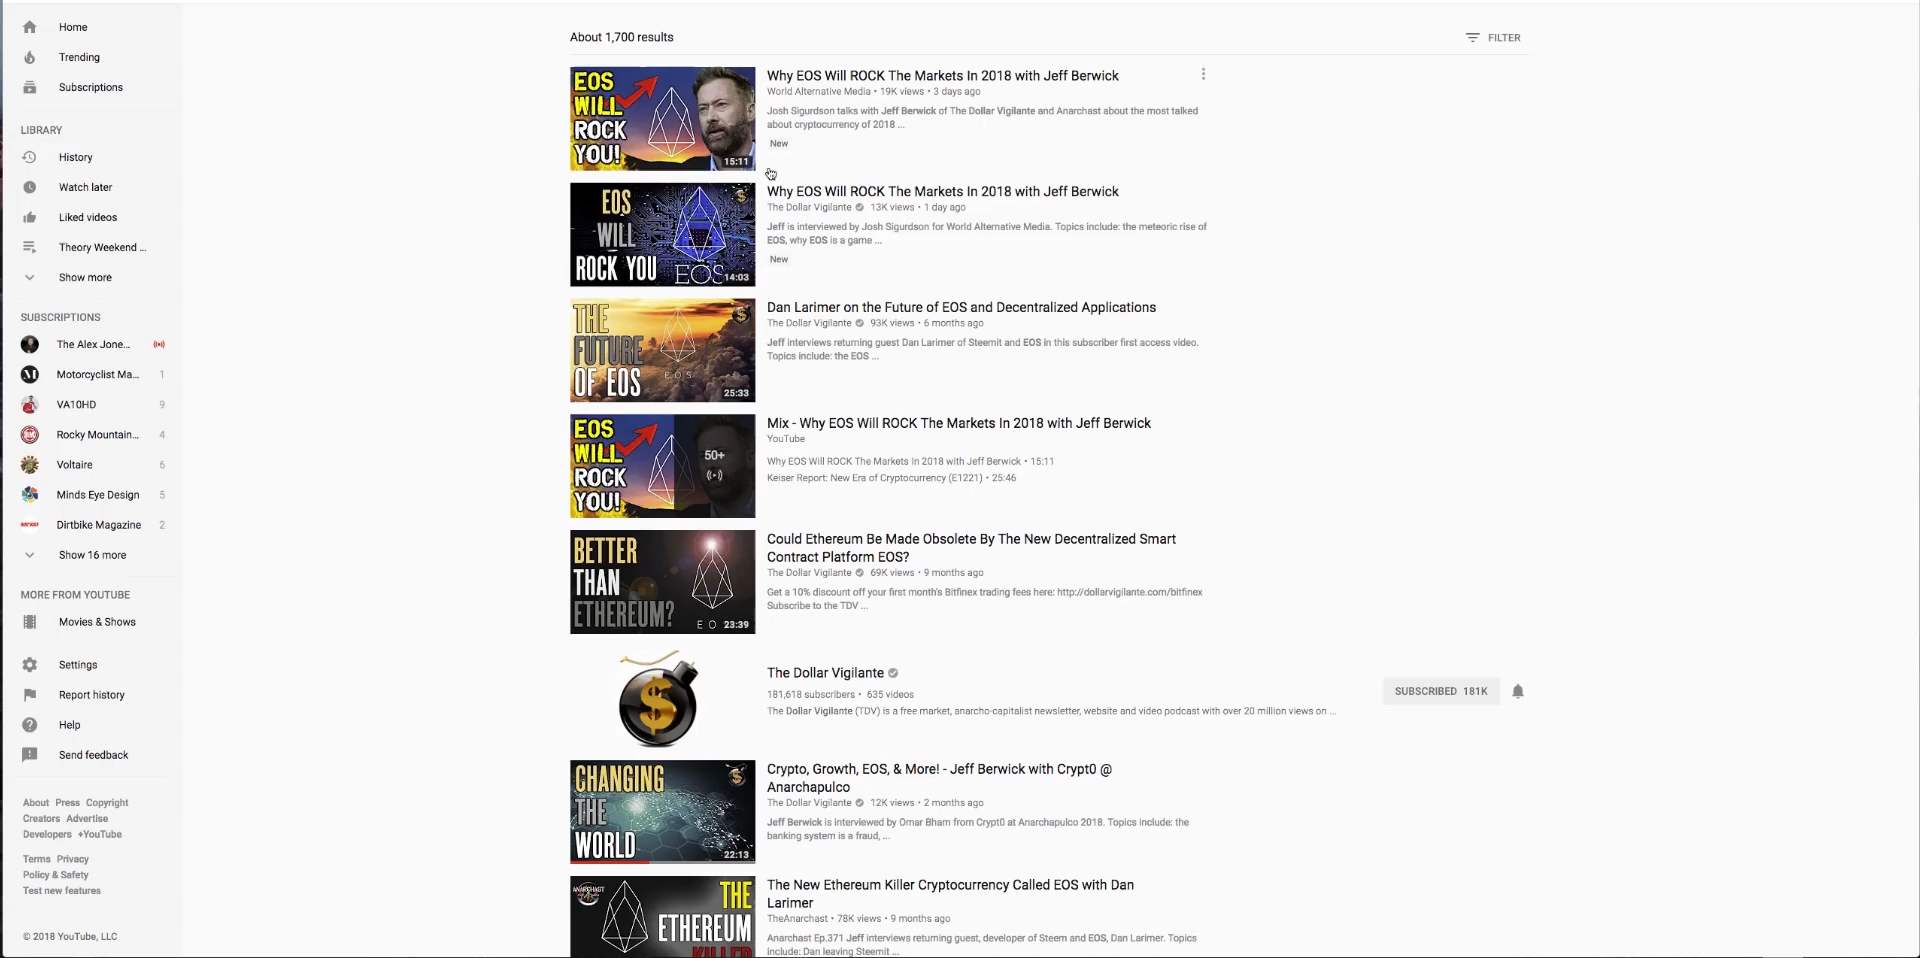 Home
Trending
Subscriptions
LIBRARY
History
Watch later
Liked videos
Theory Weekend ...
Show more
SUBSCRIPTIONS
The Alex Jone...
Motorcyclist Ma... 1
VA10HD 9
Rocky Mountain... 4
Voltaire 6
Minds Eye Design 5
Dirtbike Magazine 2
Show 16 more
MORE FROM YOUTUBE
Movies & Shows
Settings
Report history
Help
Send feedback
About Press Copyright
Creators Advertise
Developers +YouTube
Terms Privacy
Policy & Safety
Test new features
© 2018 YouTube, LLC
About 1,700 results
FILTER
EOS
WILL
ROCK
YOU!
15:11
Why EOS Will ROCK The Markets In 2018 with Jeff Berwick
World Alternative Media • 19K views • 3 days ago
Josh Sigurdson talks with Jeff Berwick of The Dollar Vigilante and Anarchast about the most talked
about cryptocurrency of 2018 ...
New
EOS
WILL
ROCK YOU
EOS
14:03
Why EOS Will ROCK The Markets In 2018 with Jeff Berwick
The Dollar Vigilante 13K views • 1 day ago
Jeff is interviewed by Josh Sigurdson for World Alternative Media. Topics include: the meteoric rise of
EOS, why EOS is a game ...
New
THE
FUTURE
OF EOS
EOS
25:33
Dan Larimer on the Future of EOS and Decentralized Applications
The Dollar Vigilante 93K views • 6 months ago
Jeff interviews returning guest Dan Larimer of Steemit and EOS in this subscriber first access video.
Topics include: the EOS ...
EOS
WILL
ROCK
YOU!
50+
Mix - Why EOS Will ROCK The Markets In 2018 with Jeff Berwick
YouTube
Why EOS Will ROCK The Markets In 2018 with Jeff Berwick • 15:11
Keiser Report: New Era of Cryptocurrency (E1221) • 25:46
BETTER
THAN
ETHEREUM?
E O
23:39
Could Ethereum Be Made Obsolete By The New Decentralized Smart
Contract Platform EOS?
The Dollar Vigilante 69K views • 9 months ago
Get a 10% discount off your first month's Bitfinex trading fees here: http://dollarvigilante.com/bitfinex
Subscribe to the TDV ...
$
The Dollar Vigilante
181,618 subscribers • 635 videos
The Dollar Vigilante (TDV) is a free market, anarcho-capitalist newsletter, website and video podcast with over 20 million views on ...
SUBSCRIBED 181K
CHANGING
THE
WORLD
22:13
Crypto, Growth, EOS, & More! - Jeff Berwick with Crypt0 @
Anarchapulco
The Dollar Vigilante 12K views • 2 months ago
Jeff Berwick is interviewed by Omar Bham from Crypt0 at Anarchapulco 2018. Topics include: the
banking system is a fraud, ...
ANARCHAST
THE
ETHEREUM
KILLER
The New Ethereum Killer Cryptocurrency Called EOS with Dan
Larimer
TheAnarchast • 78K views • 9 months ago
Anarchast Ep.371 Jeff interviews returning guest, developer of Steem and EOS, Dan Larimer. Topics
include: Dan leaving Steemit ...